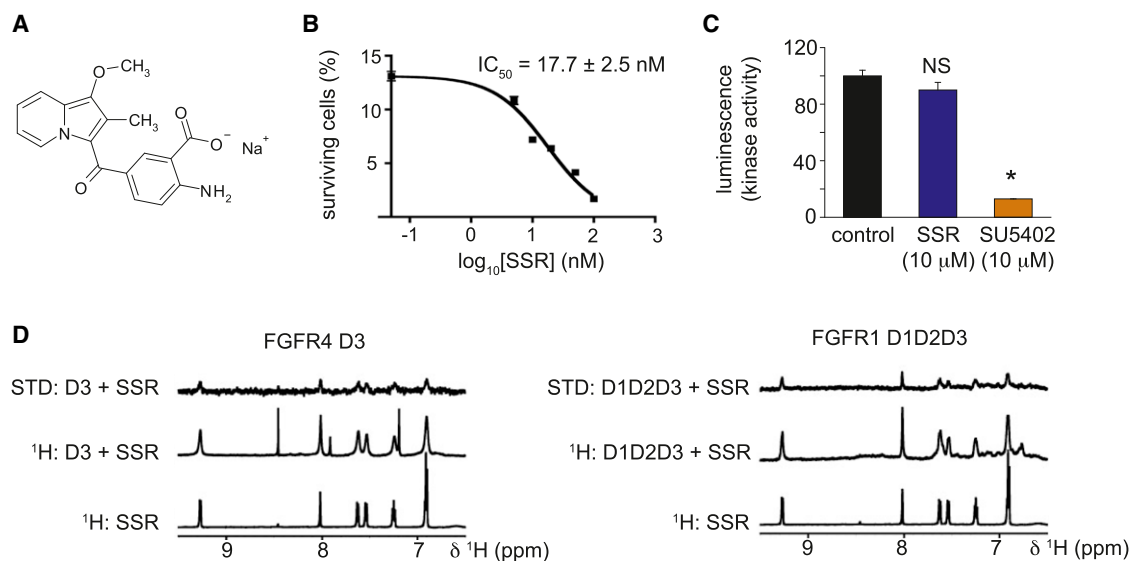 A
O
CH₃
N
CH₃
O
O
O⁻
Na⁺
NH₂
B
surviving cells (%)
15
10
5
IC₅₀ = 17.7 ± 2.5 nM
-1
0
1
2
3
log₁₀[SSR] (nM)
C
luminescence
(kinase activity)
120
80
40
0
NS
*
control
SSR
(10 µM)
SU5402
(10 µM)
D
FGFR4 D3
STD: D3 + SSR
¹H: D3 + SSR
¹H: SSR
9
8
7
δ ¹H (ppm)
FGFR1 D1D2D3
STD: D1D2D3 + SSR
¹H: D1D2D3 + SSR
¹H: SSR
9
8
7
δ ¹H (ppm)